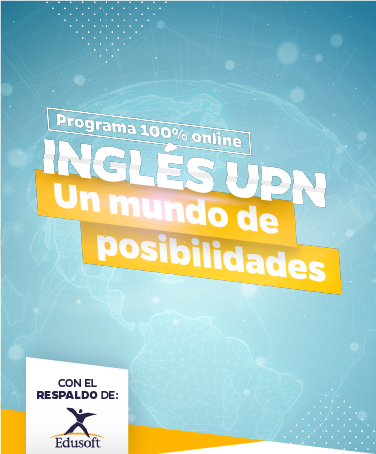 Programa 100% online
INGLÉS UPN
Un mundo de
posibilidades
CON EL
RESPALDO DE:
Edusoft